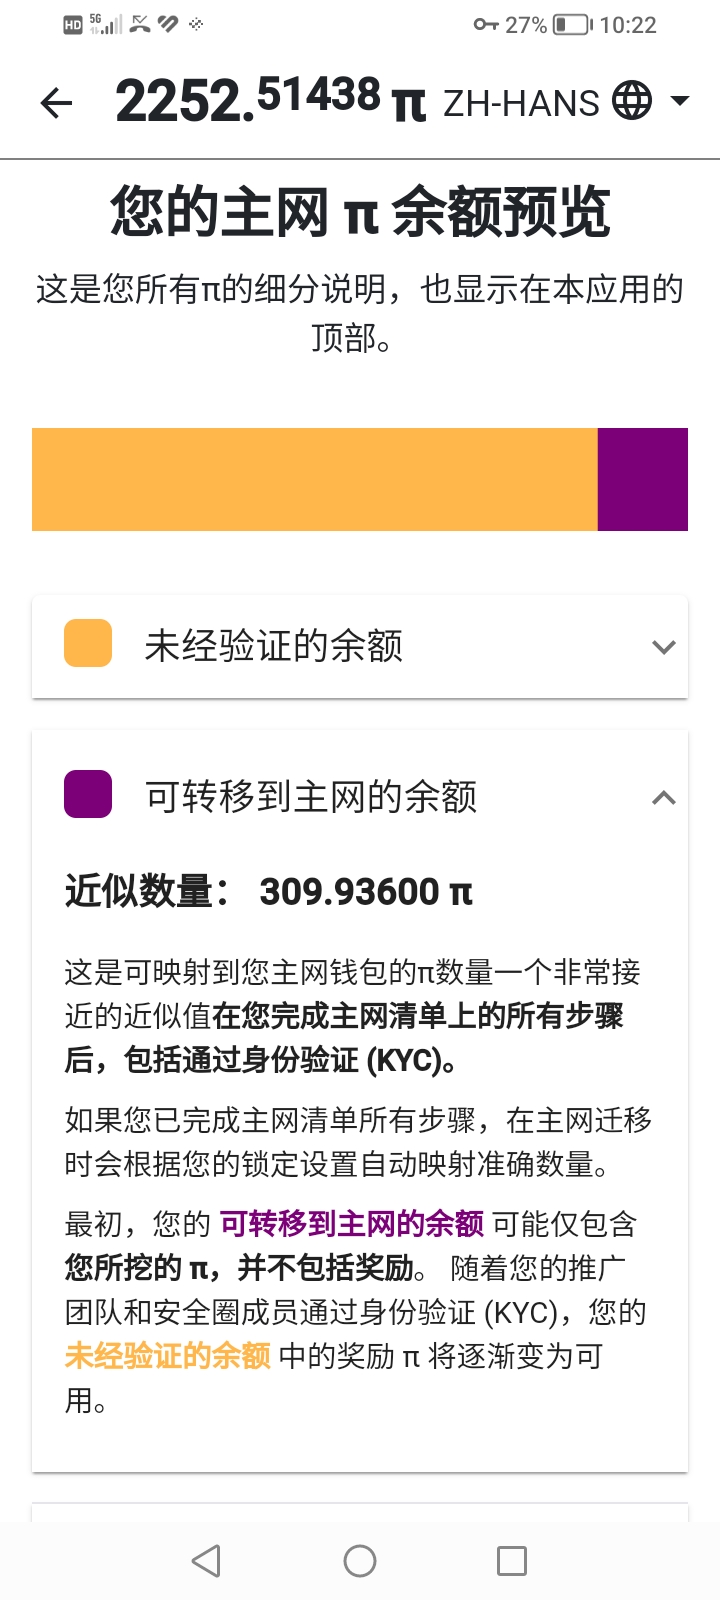 HD 5G 27% 10:22
2252.51438 π ZH-HANS
您的主网 π 余额预览
这是您所有π的细分说明，也显示在本应用的
顶部。
未经验证的余额
可转移到主网的余额
近似数量： 309.93600 π
这是可映射到您主网钱包的π数量一个非常接
近的近似值在您完成主网清单上的所有步骤
后，包括通过身份验证 (KYC)。
如果您已完成主网清单所有步骤，在主网迁移
时会根据您的锁定设置自动映射准确数量。
最初，您的 可转移到主网的余额 可能仅包含
您所挖的 π，并不包括奖励。 随着您的推广
团队和安全圈成员通过身份验证 (KYC)，您的
未经验证的余额 中的奖励 π 将逐渐变为可
用。